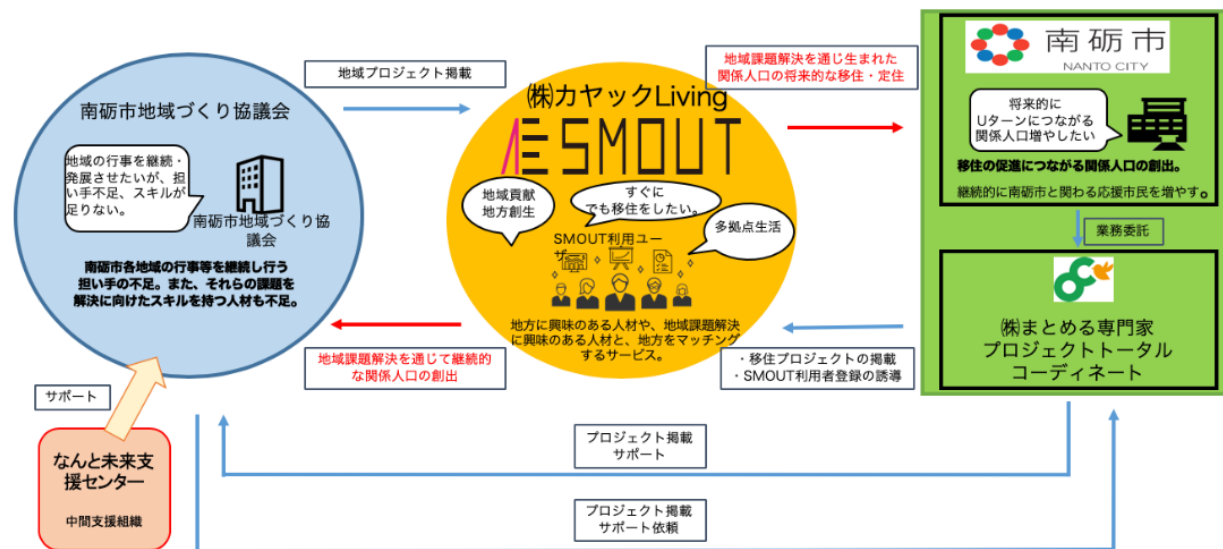 南砺市地域づくり協議会
地域の行事を継続・
発展させたいが、担
い手不足、スキルが
足りない。
南砺市地域づくり協
議会
南砺市各地域の行事等を継続し行う
担い手の不足。また、それらの課題を
解決に向けたスキルを持つ人材も不足。
サポート
なんと未来支
援センター
中間支援組織
地域プロジェクト掲載
地域課題解決を通じて継続的
な関係人口の創出
㈱カヤックLiving
SMOUT
地域貢献
地方創生
すぐに
でも移住をしたい。
多拠点生活
SMOUT利用ユー
ザー
地方に興味のある人材や、地域課題解決
に興味のある人材と、地方をマッチング
するサービス。
地域課題解決を通じ生まれた
関係人口の将来的な移住・定住
・移住プロジェクトの掲載
・SMOUT利用者登録の誘導
南砺市
NANTO CITY
将来的に
Uターンにつながる
関係人口増やしたい
移住の促進につながる関係人口の創出。
継続的に南砺市と関わる応援市民を増やす。
業務委託
㈱まとめる専門家
プロジェクトトータル
コーディネート
プロジェクト掲載
サポート
プロジェクト掲載
サポート依頼